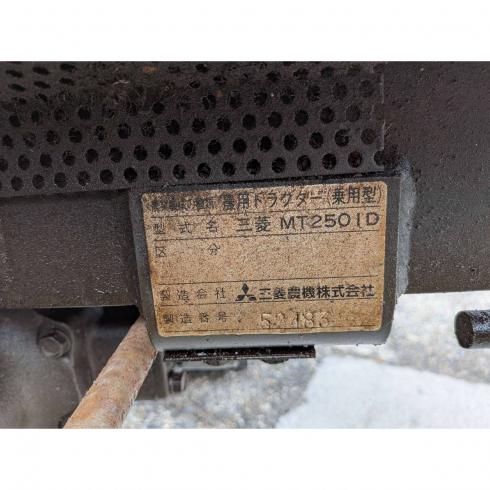 農用トラクター(乗用型)
型式名 三菱 MT2501D
区分
製造会社 三菱農機株式会社
製造番号 52483